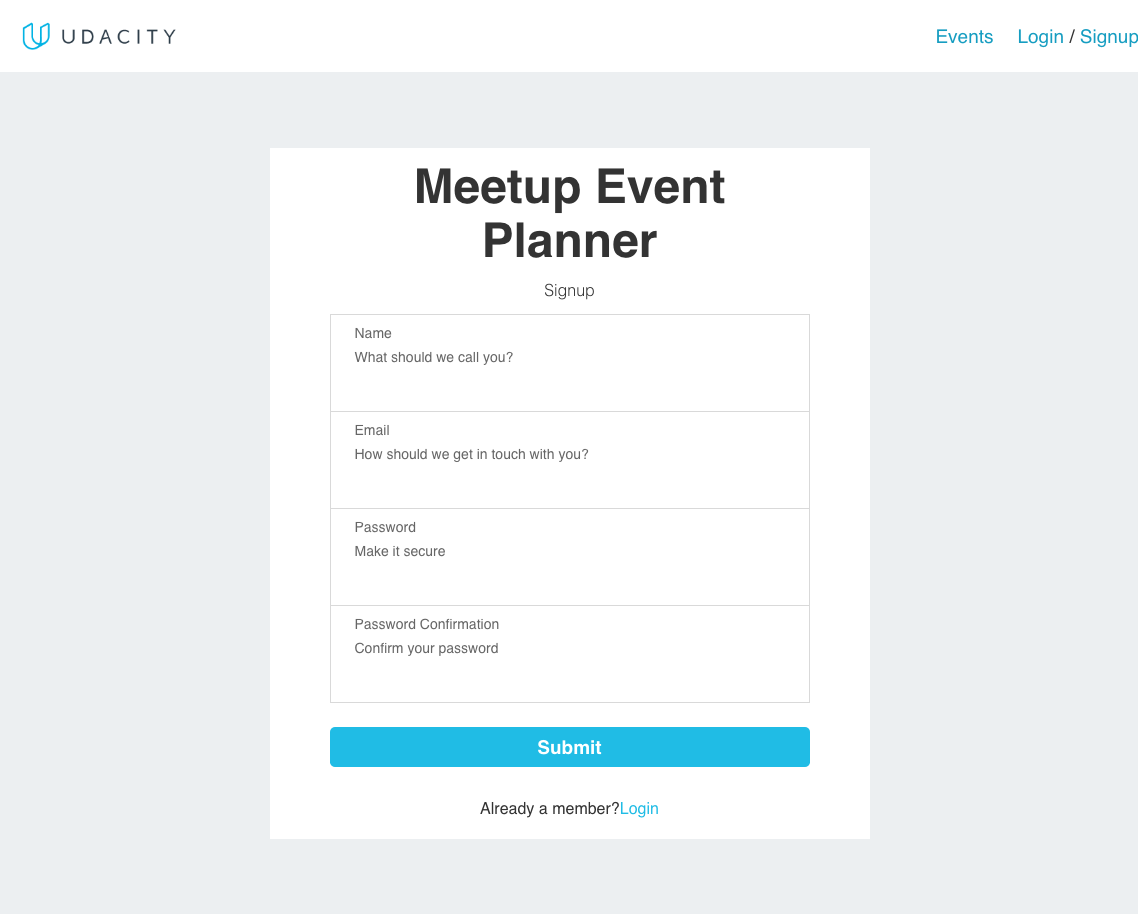 UDACITY
Events Login / Signup
Meetup Event
Planner
Signup
Name
What should we call you?
Email
How should we get in touch with you?
Password
Make it secure
Password Confirmation
Confirm your password
Submit
Already a member?Login